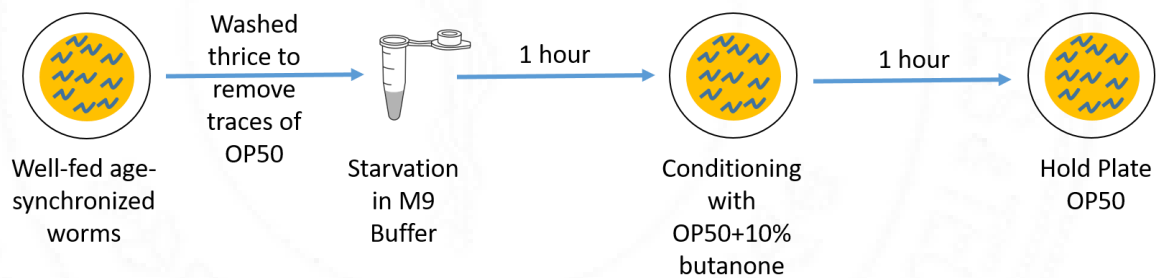 Well-fed age-
synchronized
worms
Washed
thrice to
remove
traces of
OP50
Starvation
in M9
Buffer
1 hour
Conditioning
with
OP50+10%
butanone
1 hour
Hold Plate
OP50